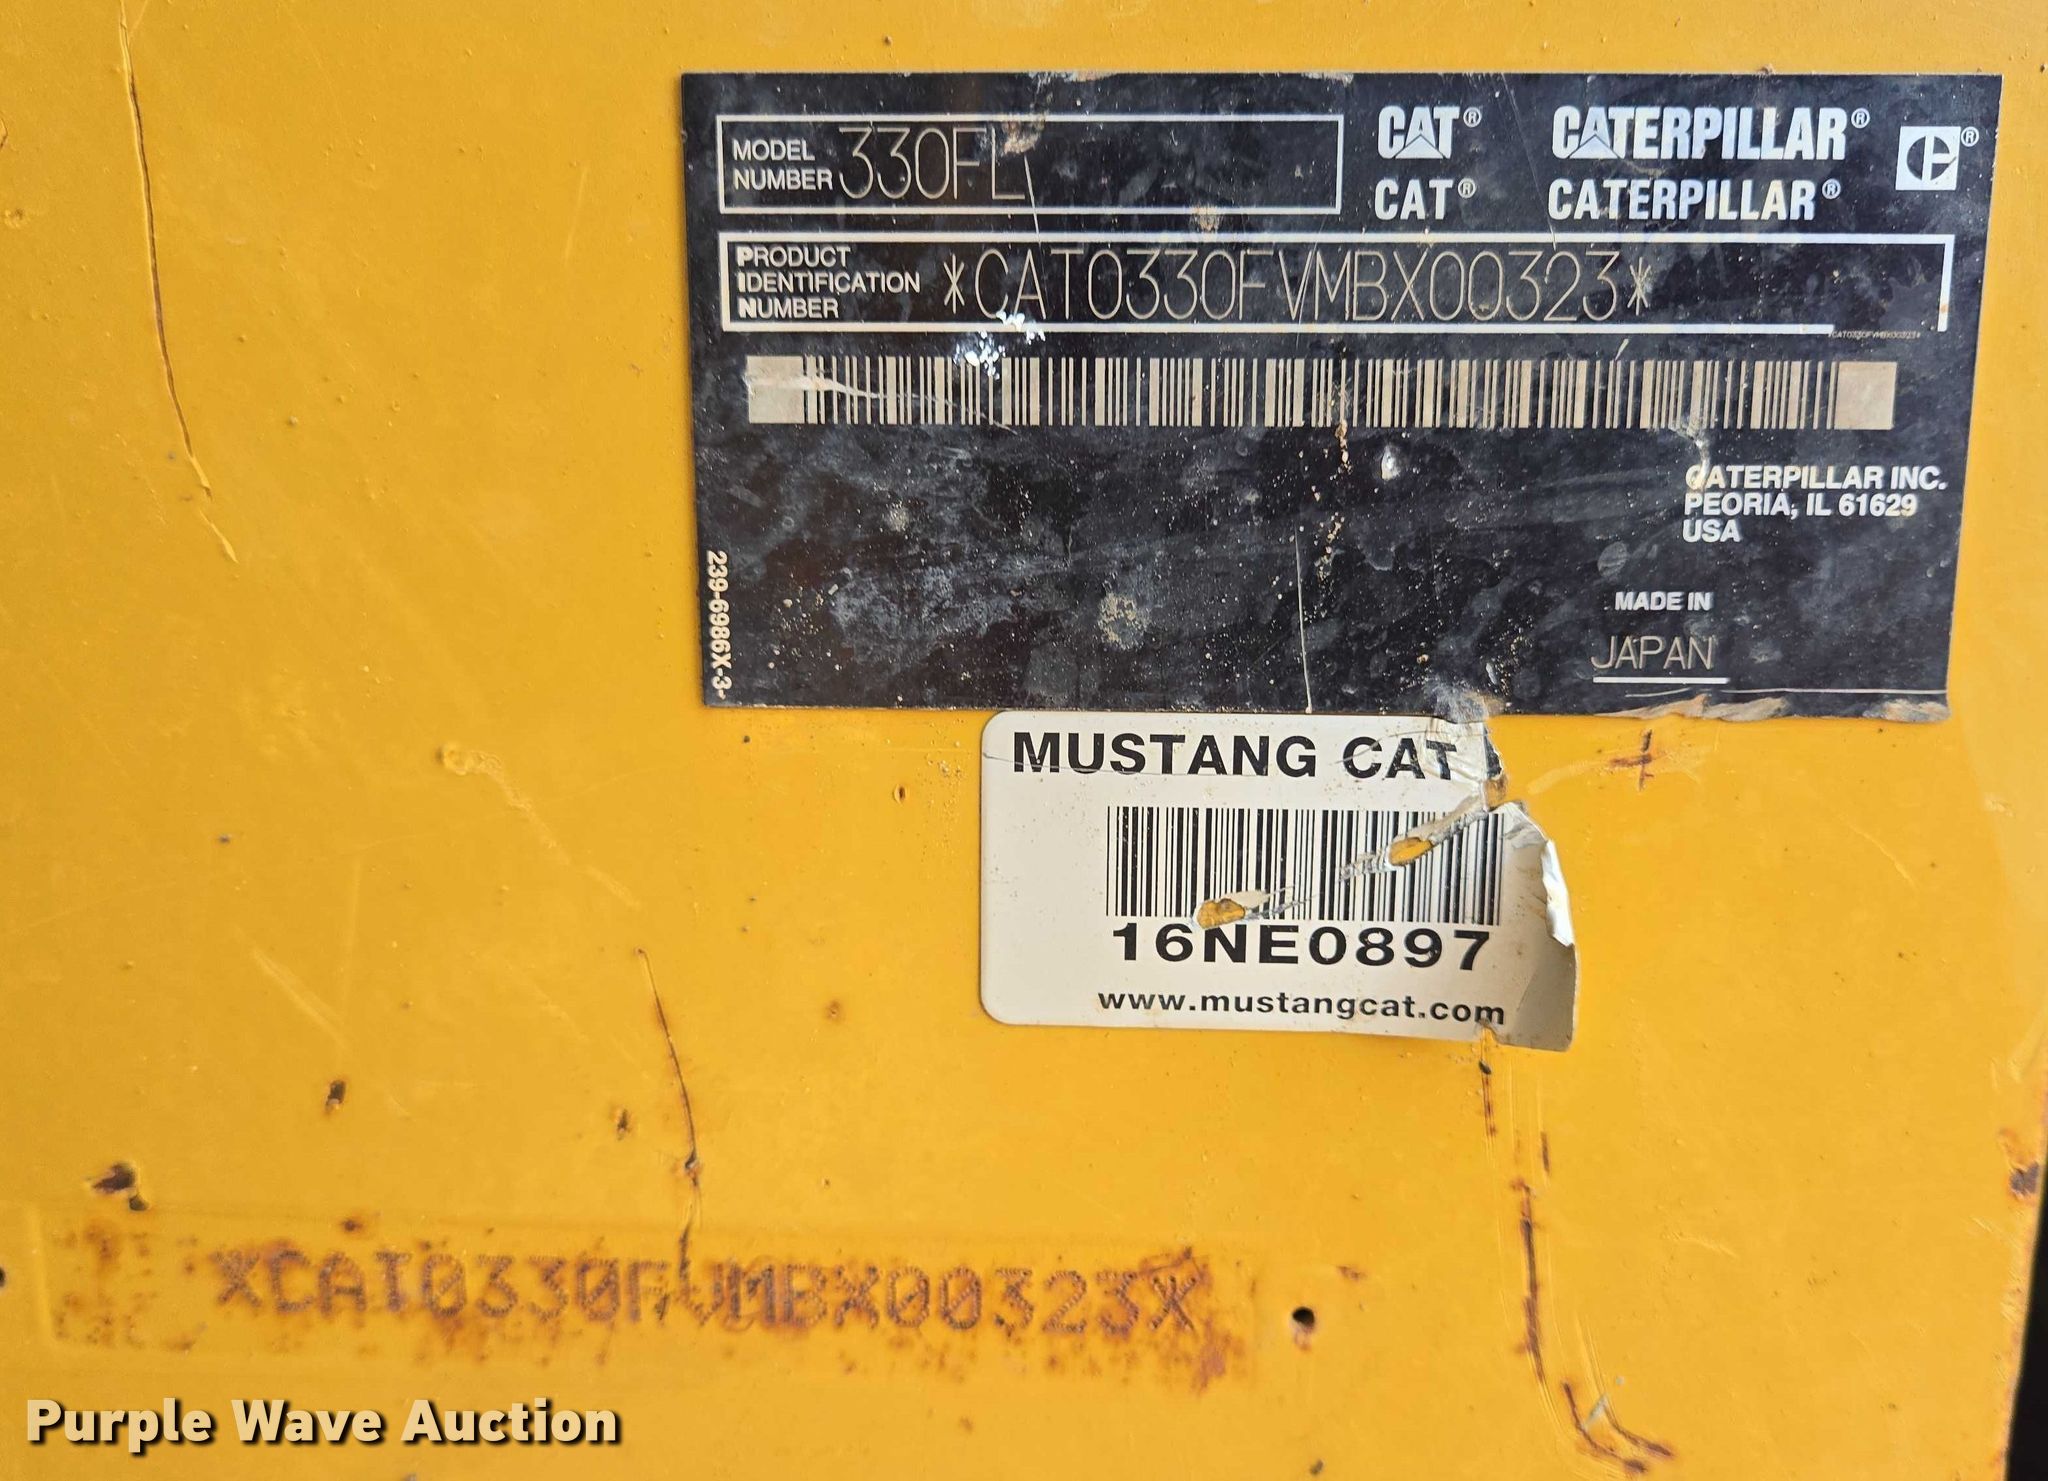 MODEL NUMBER 330FL
CAT® CATERPILLAR®
CAT® CATERPILLAR®
PRODUCT IDENTIFICATION NUMBER *CAT0330FVMBX00323*
*CAT0330FVMBX00323*
CATERPILLAR INC.
PEORIA, IL 61629
USA
MADE IN
JAPAN
239-6986X-3
MUSTANG CAT
16NE0897
www.mustangcat.com
XCAT0330FVMBX00323X
Purple Wave Auction